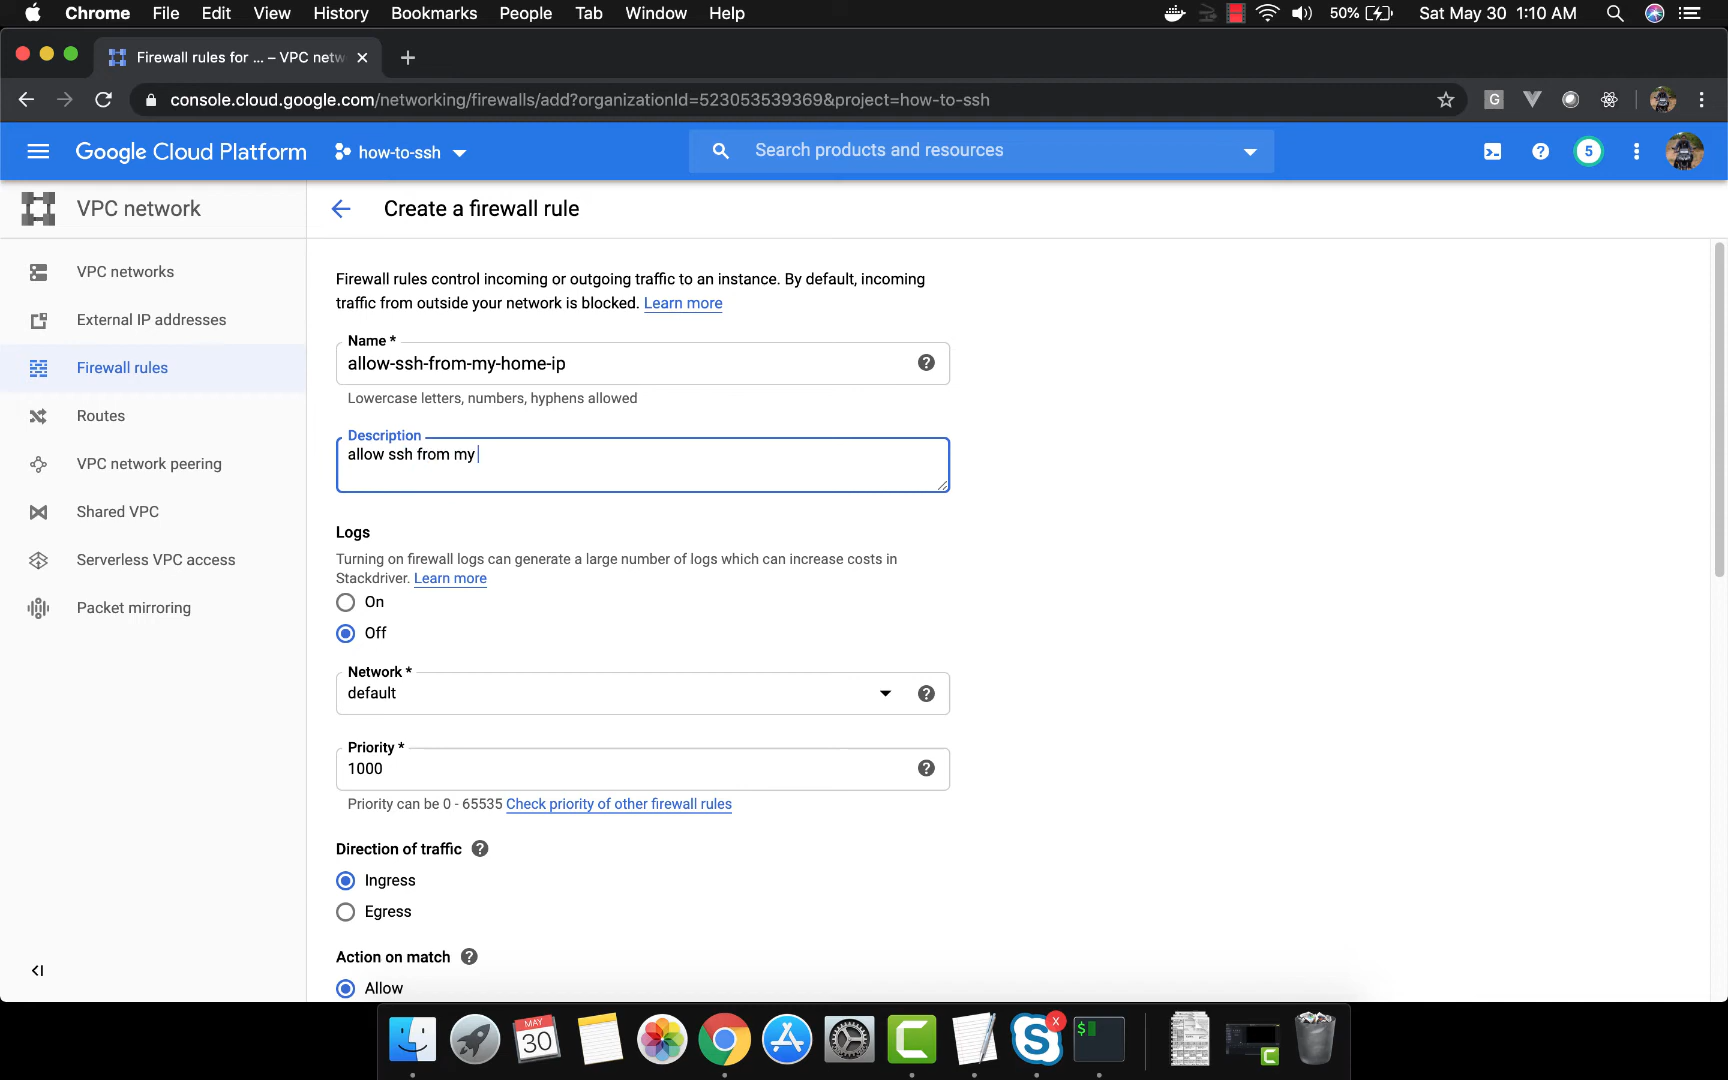 Chrome File Edit View History Bookmarks People Tab Window Help 50% Sat May 30 1:10 AM
Firewall rules for ... – VPC netw
console.cloud.google.com/networking/firewalls/add?organizationId=523053539369&project=how-to-ssh G
Google Cloud Platform how-to-ssh Search products and resources 5
VPC network
VPC networks
External IP addresses
Firewall rules
Routes
VPC network peering
Shared VPC
Serverless VPC access
Packet mirroring
Create a firewall rule
Firewall rules control incoming or outgoing traffic to an instance. By default, incoming
traffic from outside your network is blocked. Learn more
Name *
allow-ssh-from-my-home-ip
Lowercase letters, numbers, hyphens allowed
Description
allow ssh from my
Logs
Turning on firewall logs can generate a large number of logs which can increase costs in
Stackdriver. Learn more
On
Off
Network *
default
Priority *
1000
Priority can be 0 - 65535 Check priority of other firewall rules
Direction of traffic
Ingress
Egress
Action on match
Allow
MAY
30
$
S
x